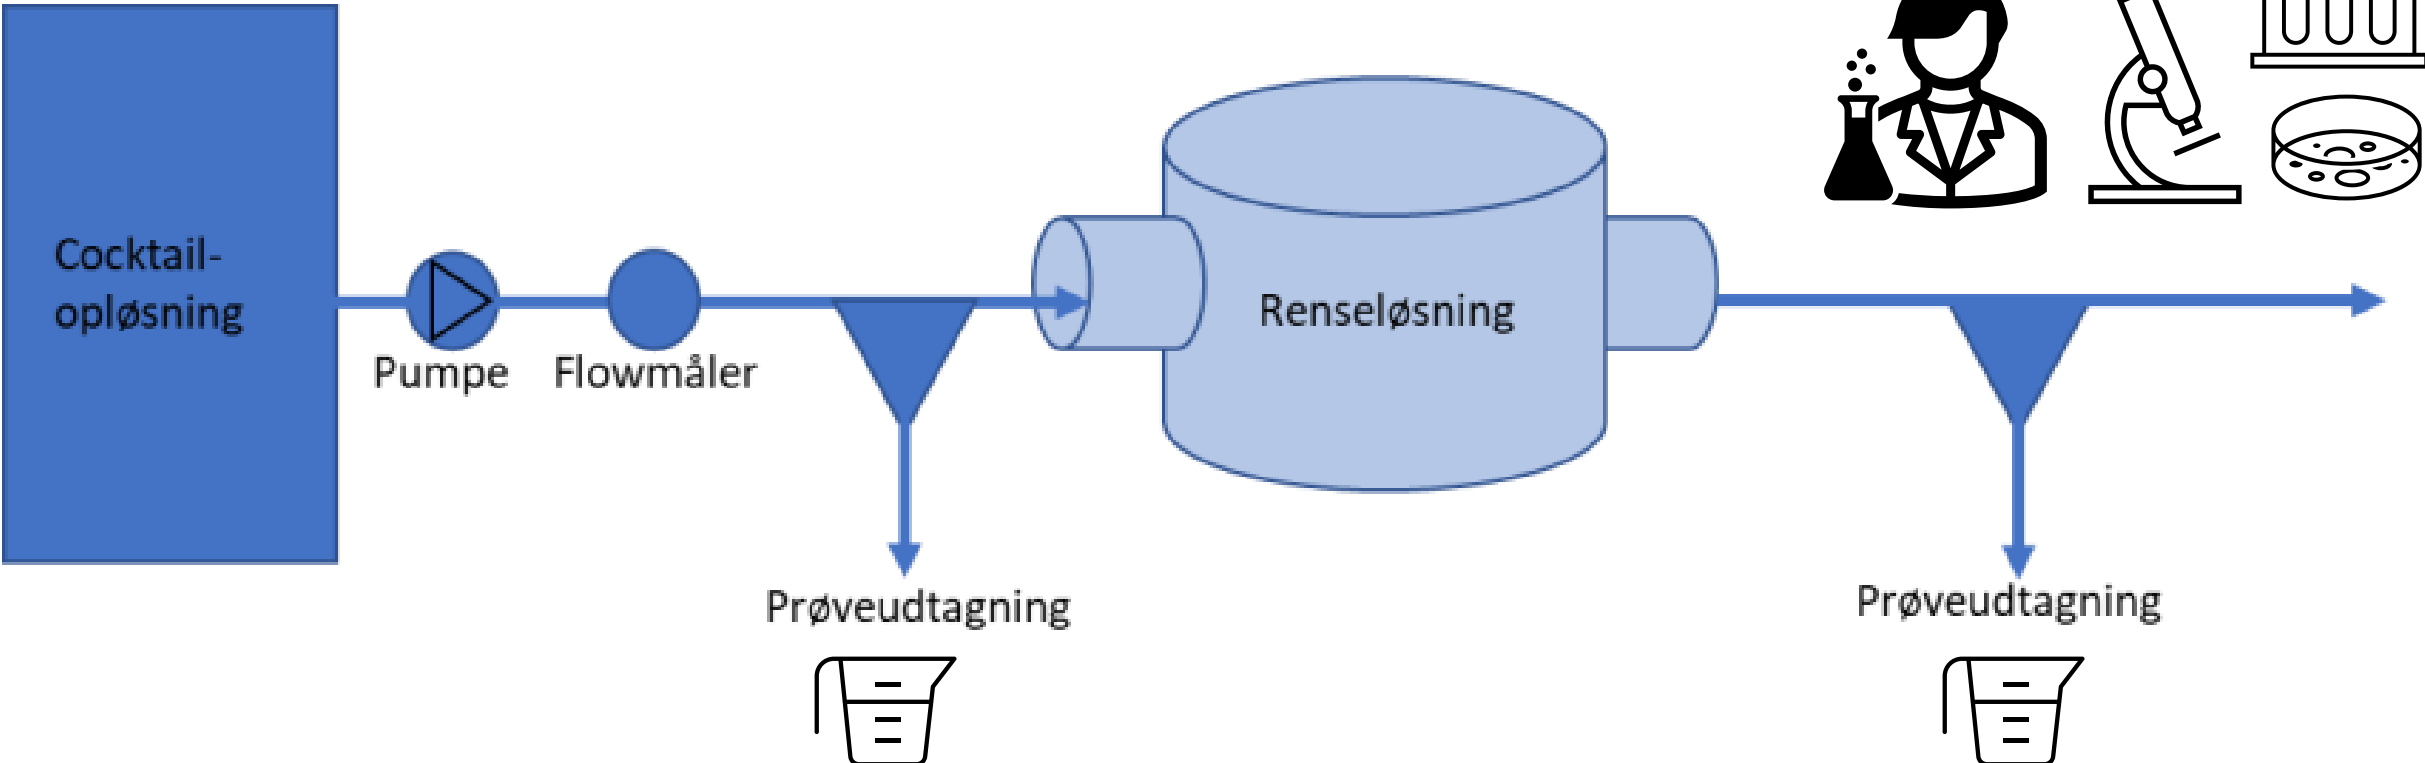 Cocktail-
opløsning
Pumpe
Flowmåler
Prøveudtagning
Renseløsning
Prøveudtagning